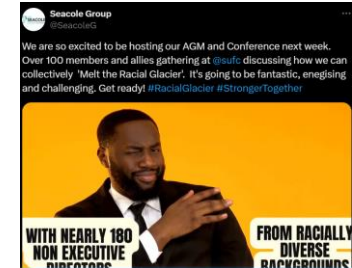 Seacole Group
@SeacoleG
We are so excited to be hosting our AGM and Conference next week.
Over 100 members and allies gathering at @sufc discussing how we can
collectively 'Melt the Racial Glacier'. It's going to be fantastic, enegising
and challenging. Get ready! #RacialGlacier #StrongerTogether
WITH NEARLY 180
NON EXECUTIVE
DIRECTORS
FROM RACIALLY
DIVERSE
BACKGROUNDS